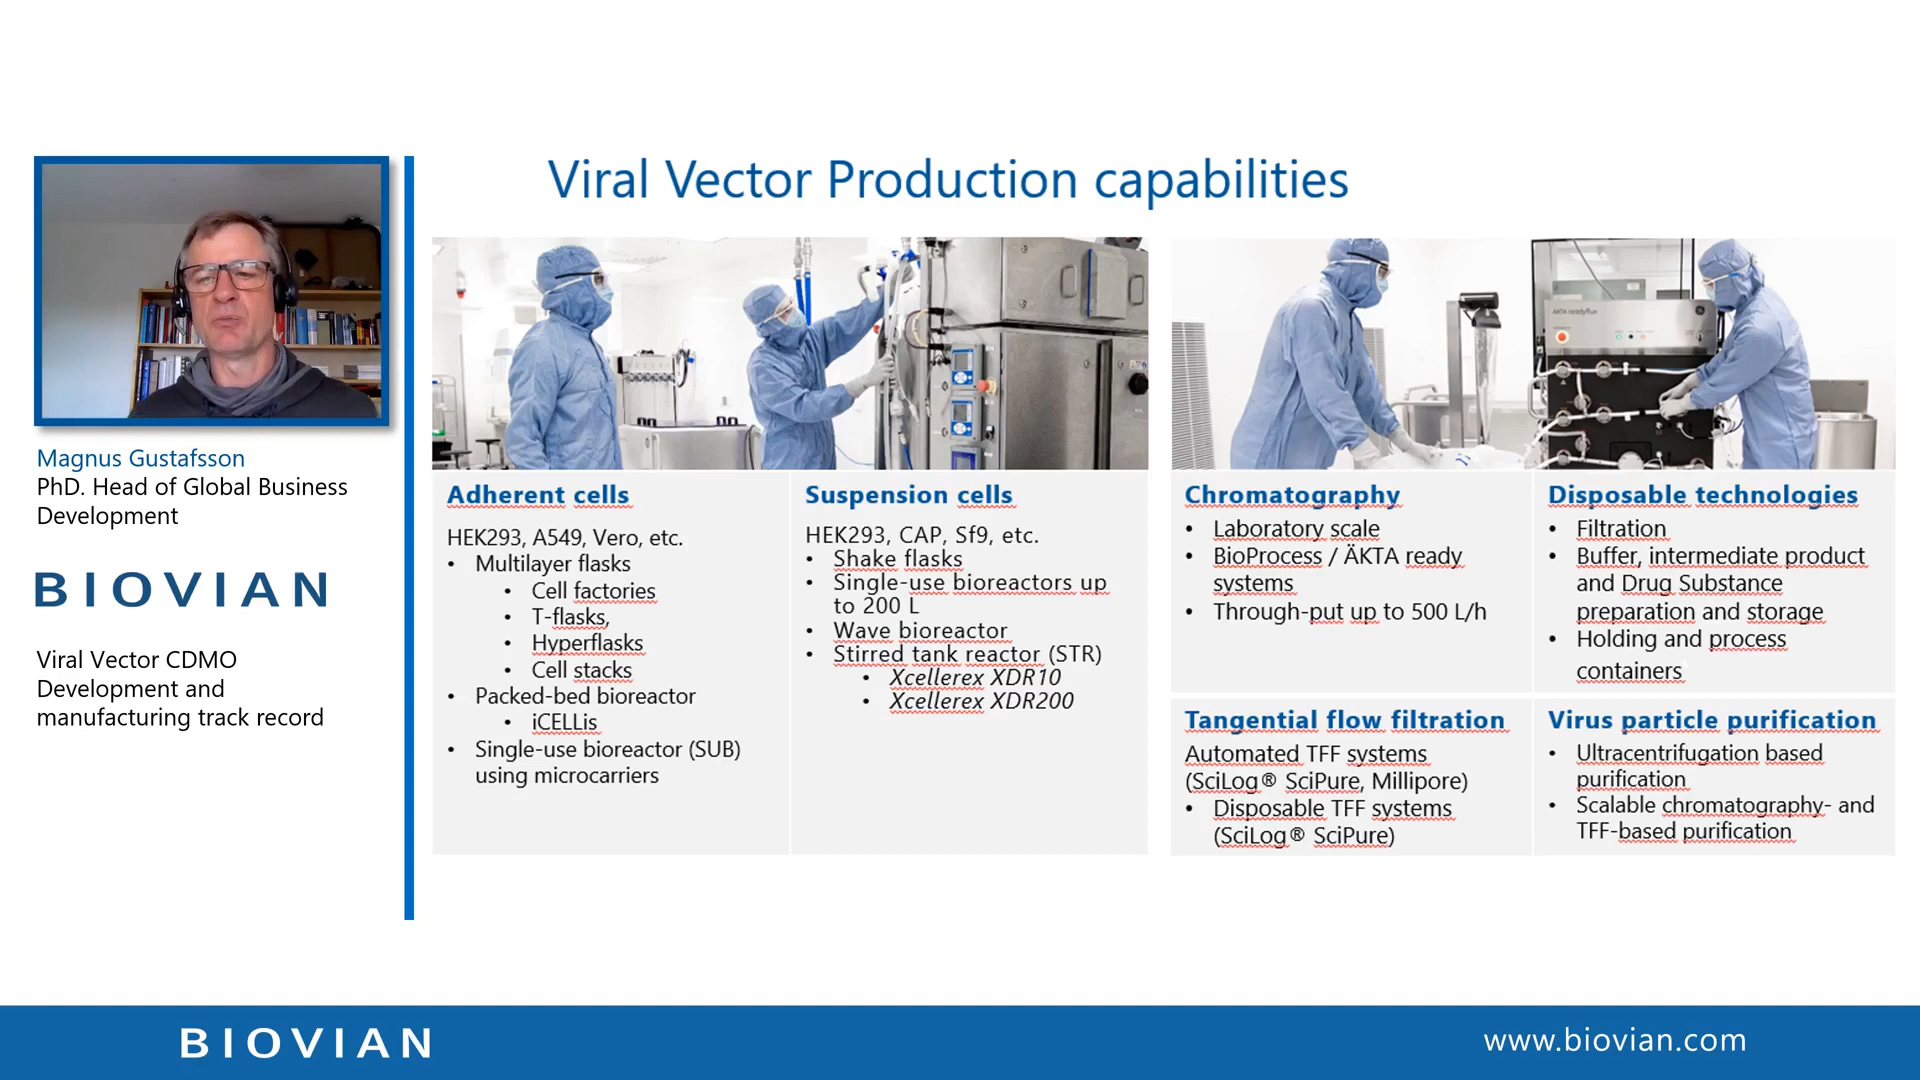 Viral Vector Production capabilities
Magnus Gustafsson
PhD. Head of Global Business
Development
BIOVIAN
Viral Vector CDMO
Development and
manufacturing track record
ÄKTA readyflux
Adherent cells
HEK293, A549, Vero, etc.
• Multilayer flasks
• Cell factories
• T-flasks,
• Hyperflasks
• Cell stacks
• Packed-bed bioreactor
• iCELLis
• Single-use bioreactor (SUB)
using microcarriers
Suspension cells
HEK293, CAP, Sf9, etc.
• Shake flasks
• Single-use bioreactors up
to 200 L
• Wave bioreactor
• Stirred tank reactor (STR)
• Xcellerex XDR10
• Xcellerex XDR200
Chromatography
• Laboratory scale
• BioProcess / ÄKTA ready
systems
• Through-put up to 500 L/h
Disposable technologies
• Filtration
• Buffer, intermediate product
and Drug Substance
preparation and storage
• Holding and process
containers
Tangential flow filtration
Automated TFF systems
(SciLog® SciPure, Millipore)
• Disposable TFF systems
(SciLog® SciPure)
Virus particle purification
• Ultracentrifugation based
purification
• Scalable chromatography- and
TFF-based purification
BIOVIAN
www.biovian.com